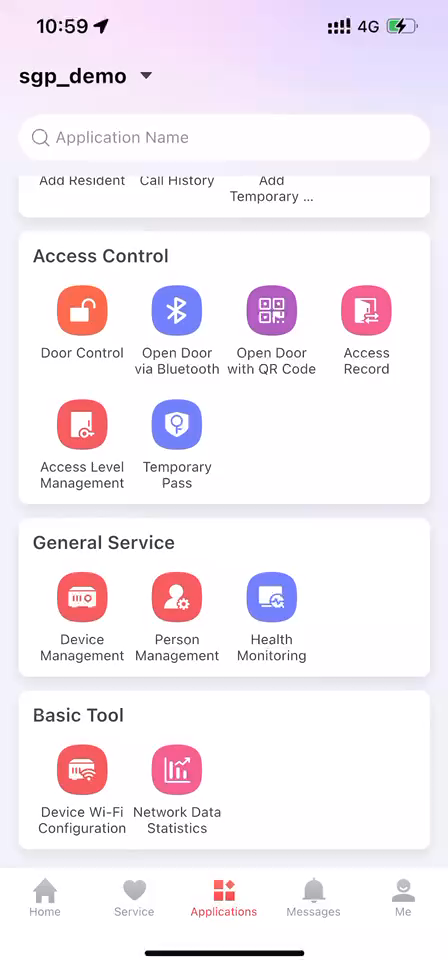 10:59
4G
sgp_demo
Application Name
Add Resident
Call History
Add
Temporary ...
Access Control
Door Control
Open Door
via Bluetooth
Open Door
with QR Code
Access
Record
Access Level
Management
Temporary
Pass
General Service
Device
Management
Person
Management
Health
Monitoring
Basic Tool
Device Wi-Fi
Configuration
Network Data
Statistics
Home
Service
Applications
Messages
Me